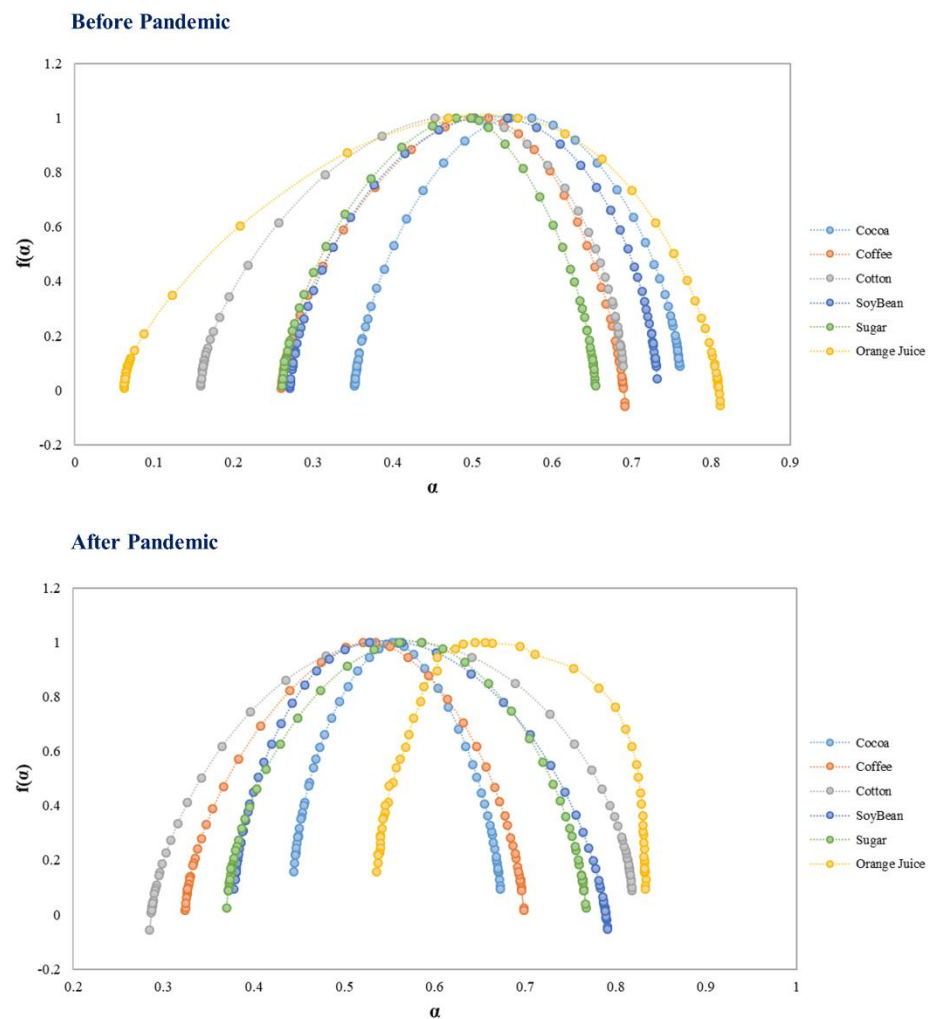 Before Pandemic
1.2
1
0.8
0.6
0.4
0.2
0
-0.2
f(α)
0 0.1 0.2 0.3 0.4 0.5 0.6 0.7 0.8 0.9
α
Cocoa
Coffee
Cotton
SoyBean
Sugar
Orange Juice
After Pandemic
1.2
1
0.8
0.6
0.4
0.2
0
-0.2
f(α)
0.2 0.3 0.4 0.5 0.6 0.7 0.8 0.9 1
α
Cocoa
Coffee
Cotton
SoyBean
Sugar
Orange Juice